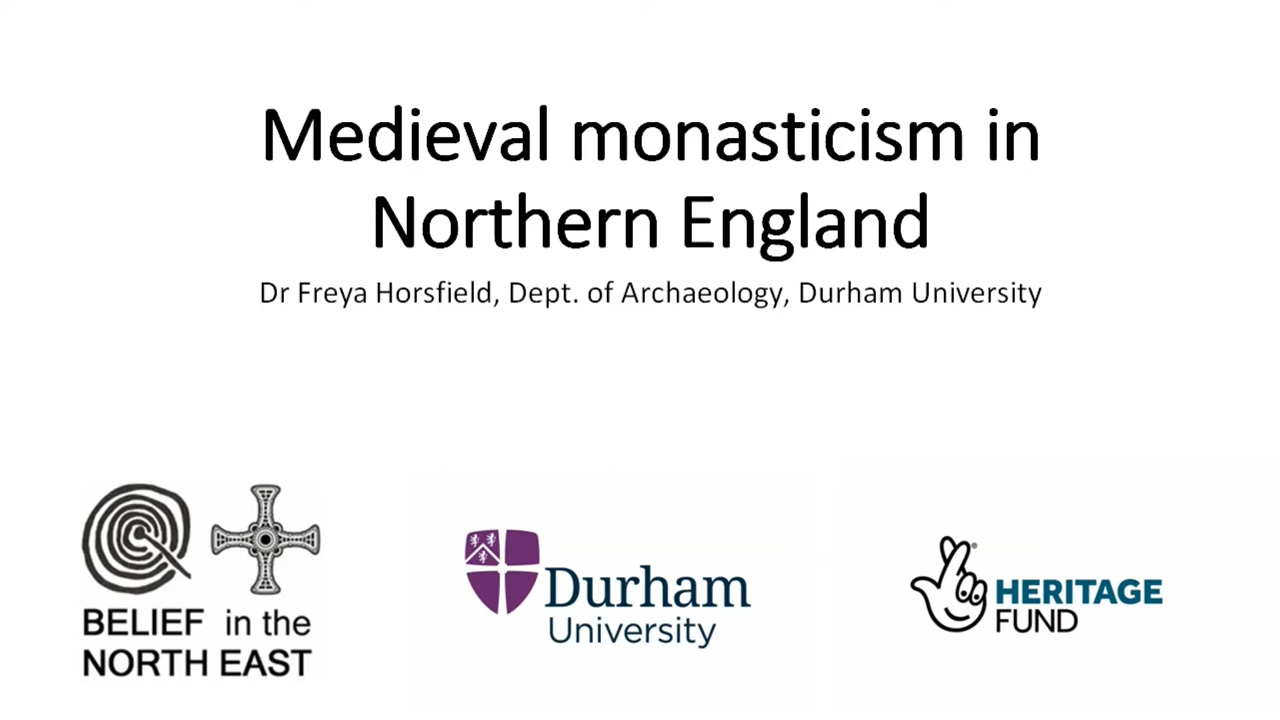 Medieval monasticism in
Northern England
Dr Freya Horsfield, Dept. of Archaeology, Durham University
BELIEF in the
NORTH EAST
Durham
University
HERITAGE
FUND